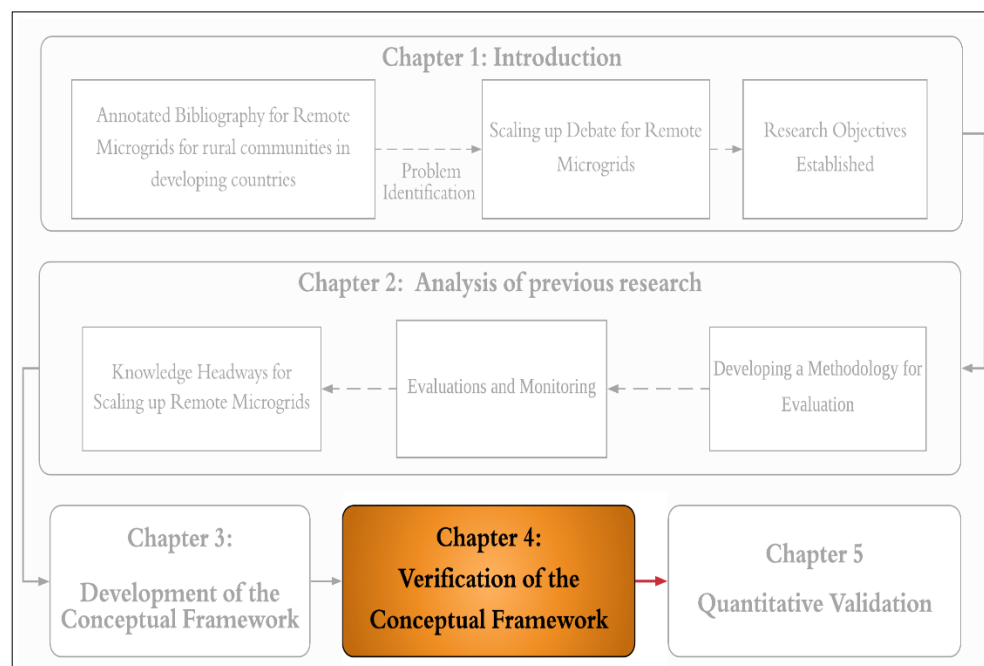 Chapter 1: Introduction
Annotated Bibliography for Remote
Microgrids for rural communities in
developing countries
Problem
Identification
Scaling up Debate for Remote
Microgrids
Research Objectives
Established
Chapter 2: Analysis of previous research
Knowledge Headways for
Scaling up Remote Microgrids
Evaluations and Monitoring
Developing a Methodology for
Evaluation
Chapter 3:
Development of the
Conceptual Framework
Chapter 4:
Verification of the
Conceptual Framework
Chapter 5
Quantitative Validation